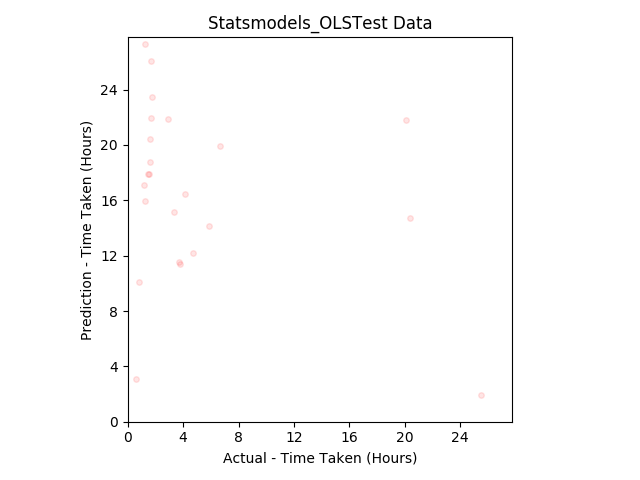 Statsmodels_OLSTest Data
24
20
16
12
8
4
0
Prediction - Time Taken (Hours)
0 4 8 12 16 20 24
Actual - Time Taken (Hours)